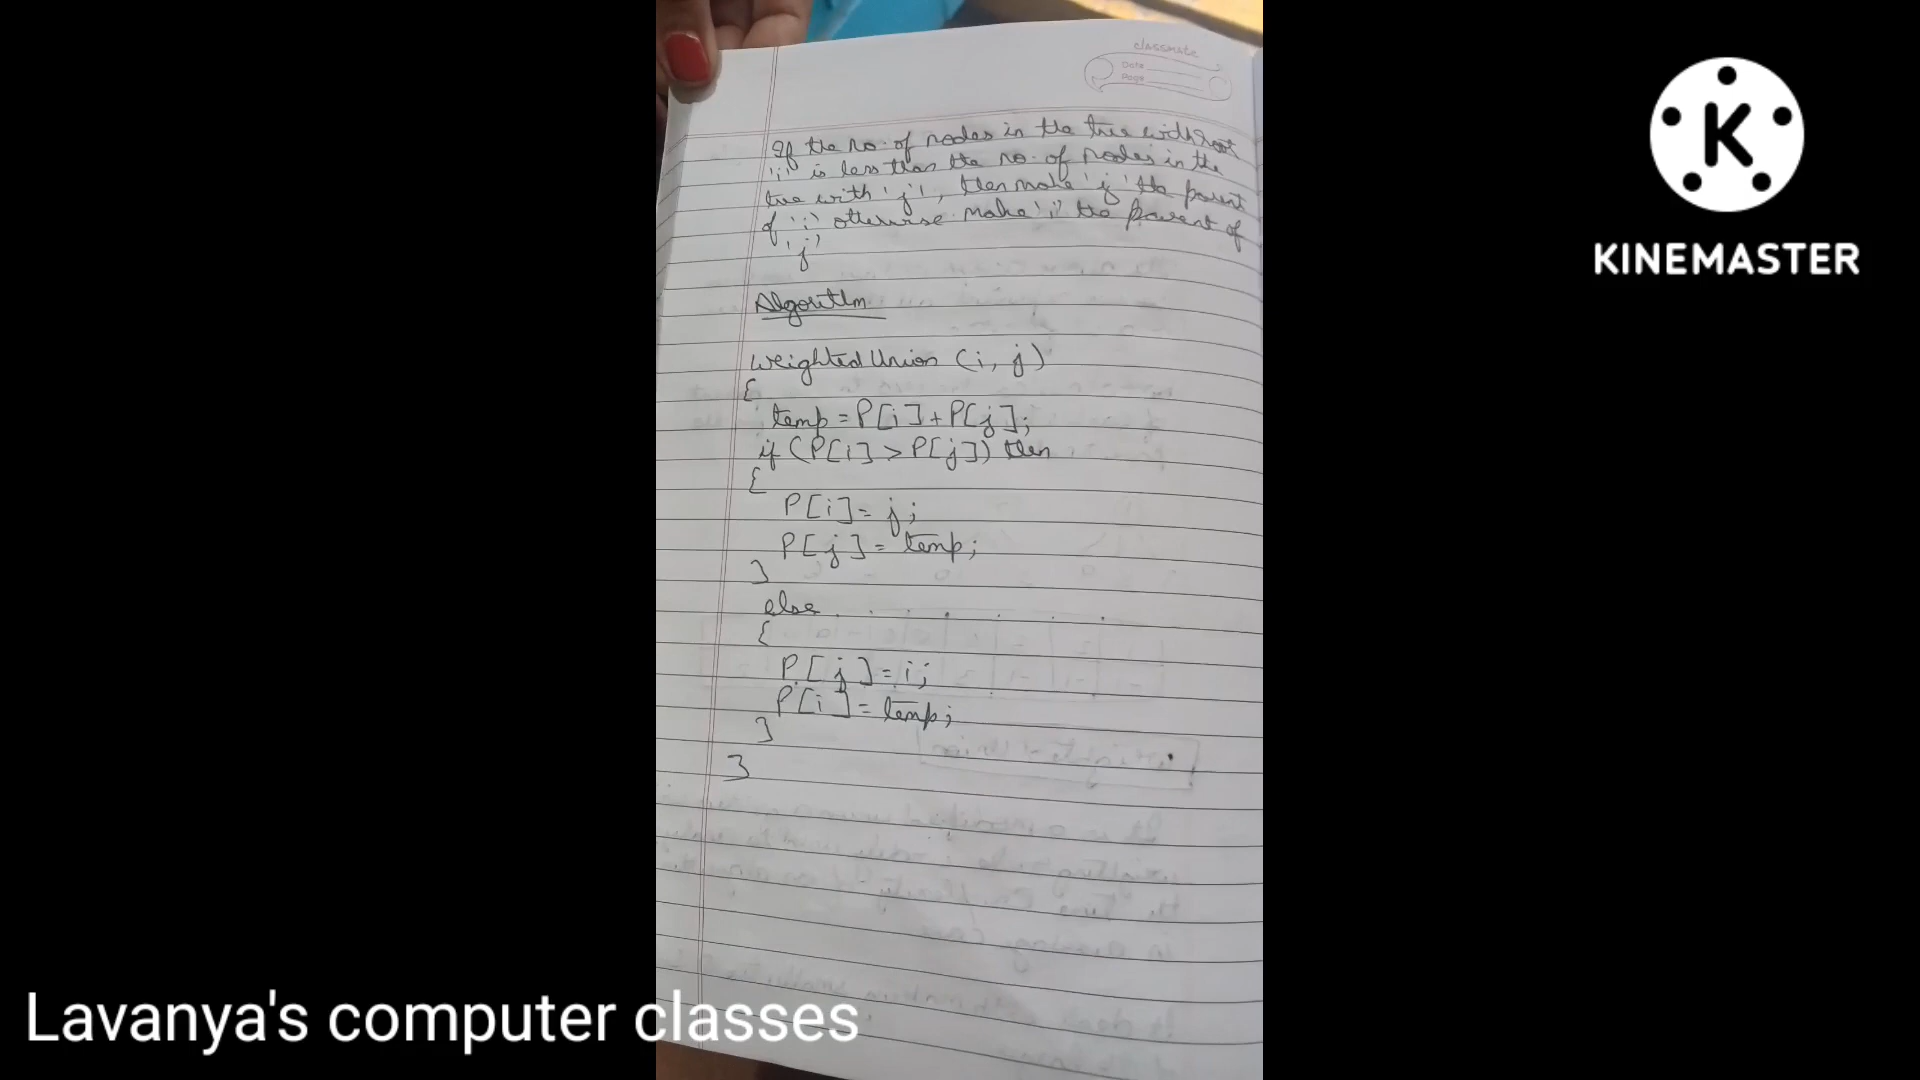 classmate
Date
Page
If the no. of nodes in the tree with root
'i' is less than the no. of nodes in the
tree with 'j', then make 'j' the parent
of 'i' otherwise make 'i' the parent of
'j'
Algorithm
Weighted Union (i, j)
{
temp = P[i] + P[j];
if (P[i] > P[j]) then
{
P[i] = j;
P[j] = temp;
}
else
{
P[j] = i;
P[i] = temp;
}
}
K
KINEMASTER
Lavanya's computer classes